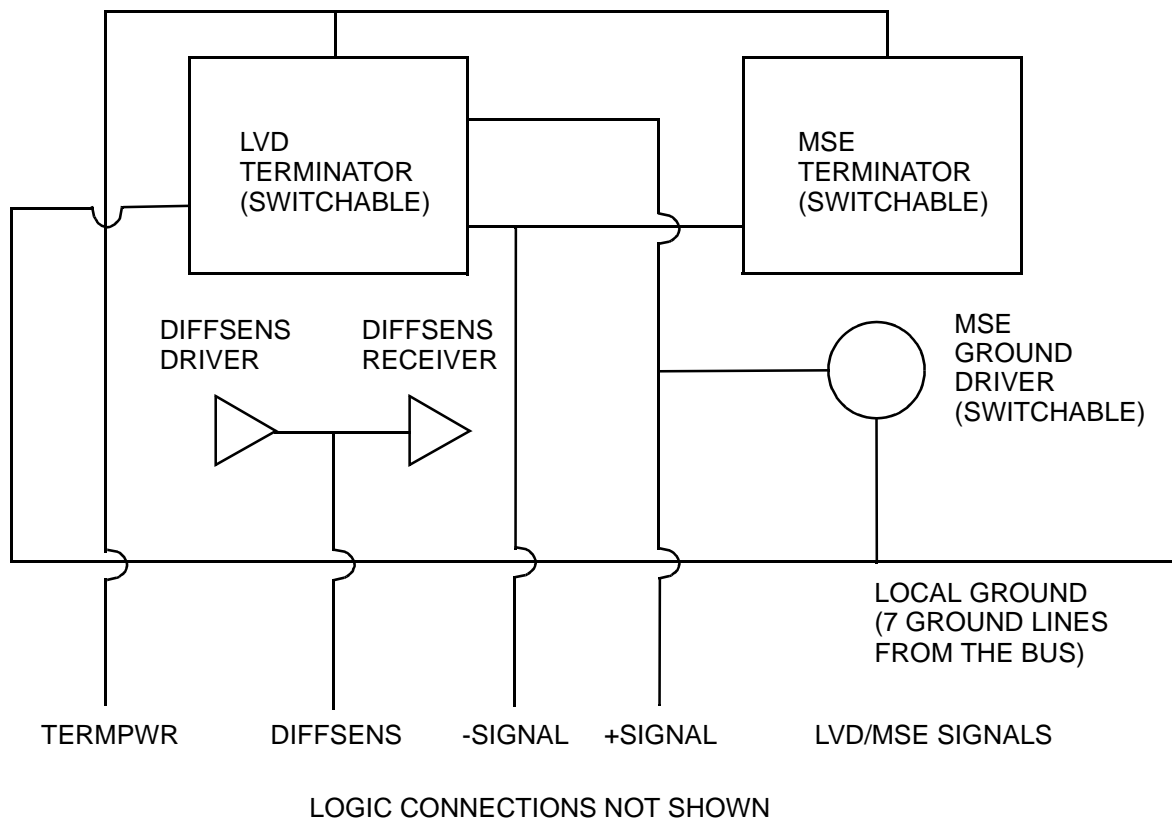 LVD
TERMINATOR
(SWITCHABLE)
MSE
TERMINATOR
(SWITCHABLE)
DIFFSENS
DRIVER
DIFFSENS
RECEIVER
MSE
GROUND
DRIVER
(SWITCHABLE)
LOCAL GROUND
(7 GROUND LINES
FROM THE BUS)
TERMPWR
DIFFSENS
-SIGNAL
+SIGNAL
LVD/MSE SIGNALS
LOGIC CONNECTIONS NOT SHOWN